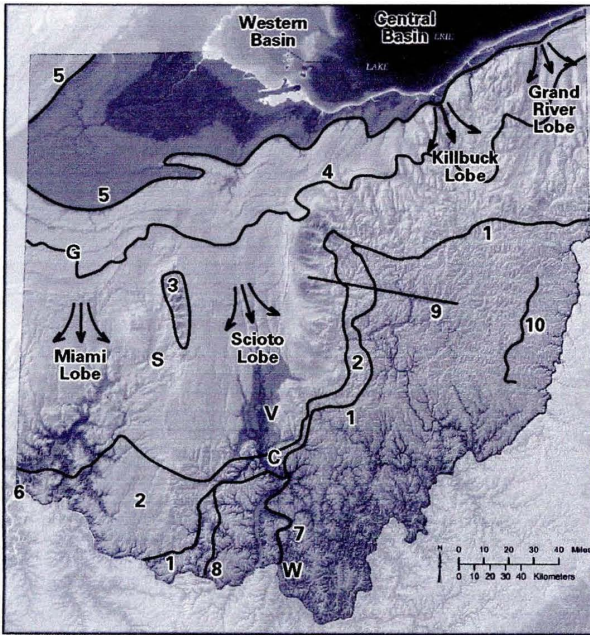 Western
Basin
Central
Basin
ERIE
LAKE
Grand
River
Lobe
Killbuck
Lobe
5
5
4
G
1
3
9
10
Miami
Lobe
S
Scioto
Lobe
2
V
1
C
6
2
7
1
8
W
N
0 10 20 30 40 Miles
0 10 20 30 40 Kilometers